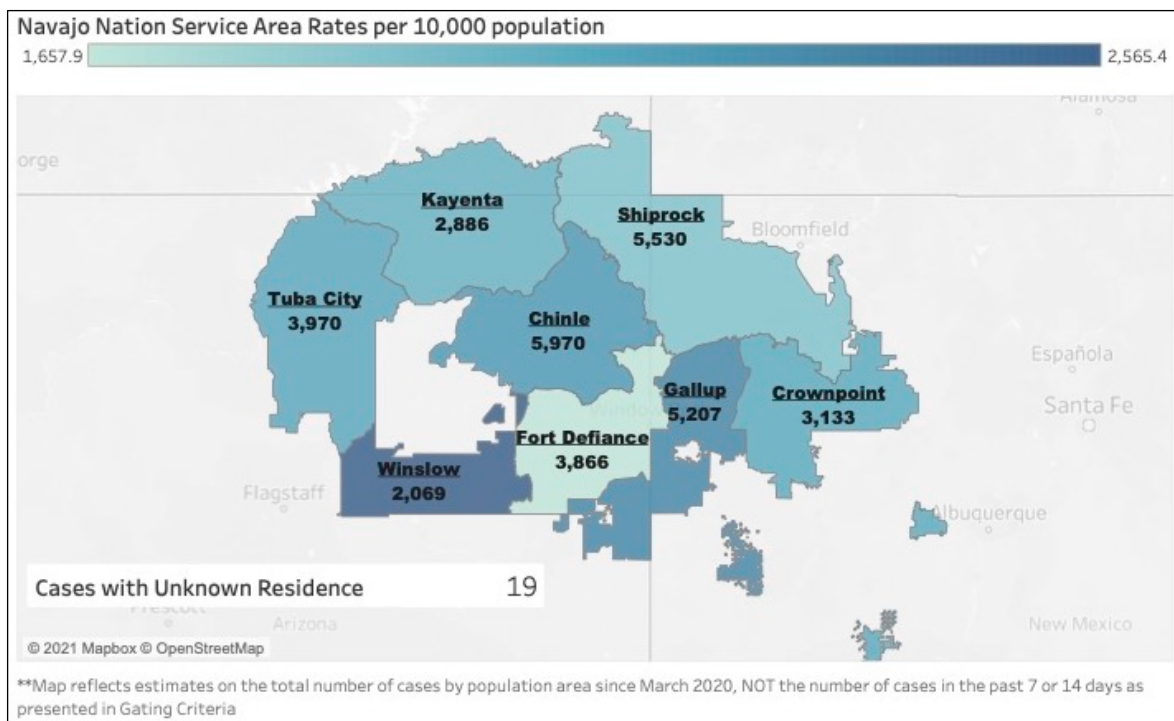 Navajo Nation Service Area Rates per 10,000 population
1,657.9
2,565.4
Alamosa
orge
Kayenta
2,886
Shiprock
5,530
Bloomfield
Tuba City
3,970
Chinle
5,970
Española
Gallup
5,207
Crownpoint
3,133
Santa Fe
Window
Fort Defiance
3,866
Winslow
2,069
Flagstaff
Albuquerque
Cases with Unknown Residence 19
Prescott
Arizona
New Mexico
© 2021 Mapbox © OpenStreetMap
**Map reflects estimates on the total number of cases by population area since March 2020, NOT the number of cases in the past 7 or 14 days as
presented in Gating Criteria